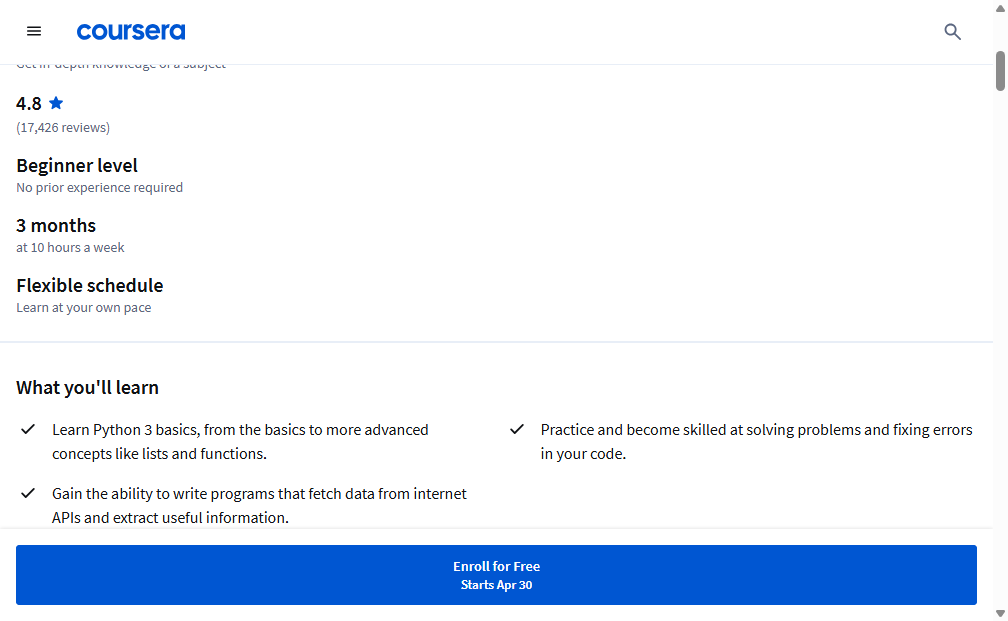 coursera
Get in-depth knowledge of a subject
4.8
(17,426 reviews)
Beginner level
No prior experience required
3 months
at 10 hours a week
Flexible schedule
Learn at your own pace
What you'll learn
Learn Python 3 basics, from the basics to more advanced
concepts like lists and functions.
Practice and become skilled at solving problems and fixing errors
in your code.
Gain the ability to write programs that fetch data from internet
APIs and extract useful information.
Enroll for Free
Starts Apr 30